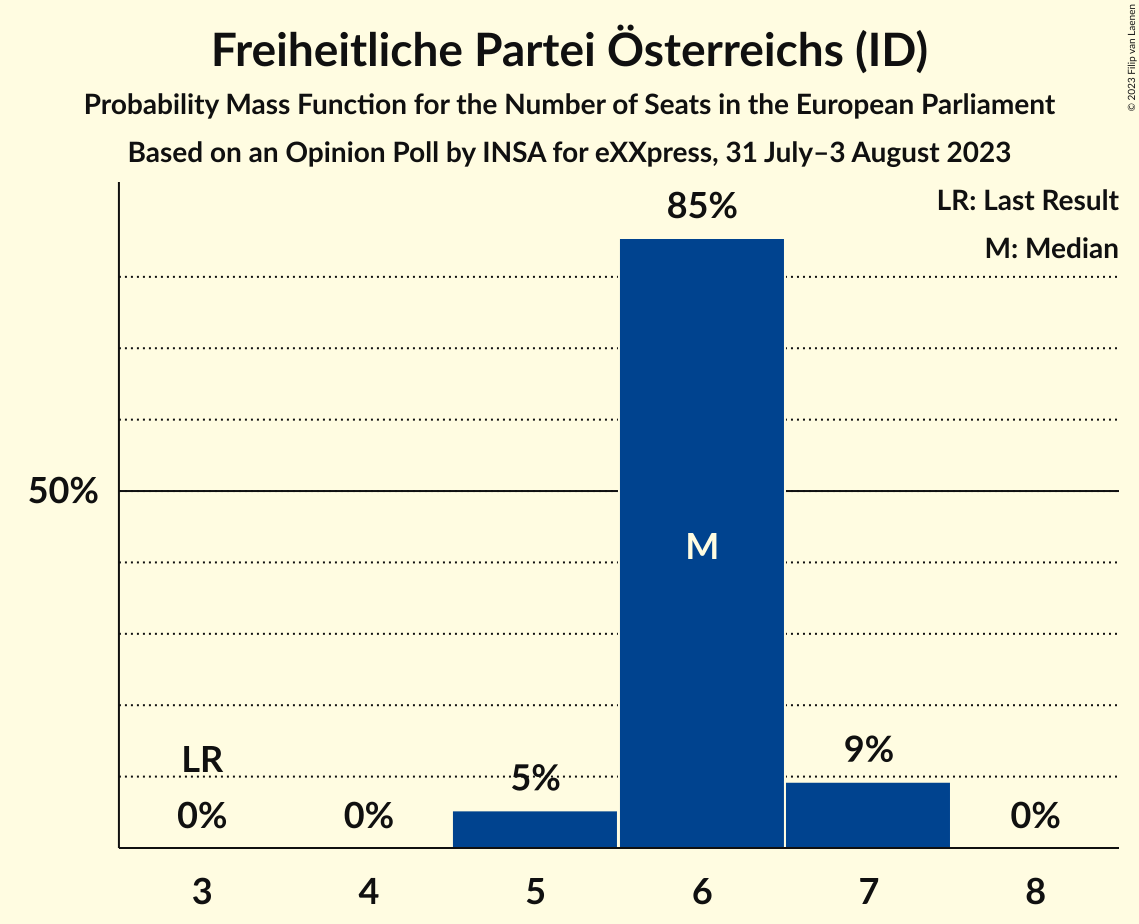 Freiheitliche Partei Österreichs (ID)
Probability Mass Function for the Number of Seats in the European Parliament
Based on an Opinion Poll by INSA for eXXpress, 31 July–3 August 2023
© 2023 Filip van Laenen
LR: Last Result
M: Median
85%
50%
M
LR
0%
0%
5%
9%
0%
3 4 5 6 7 8